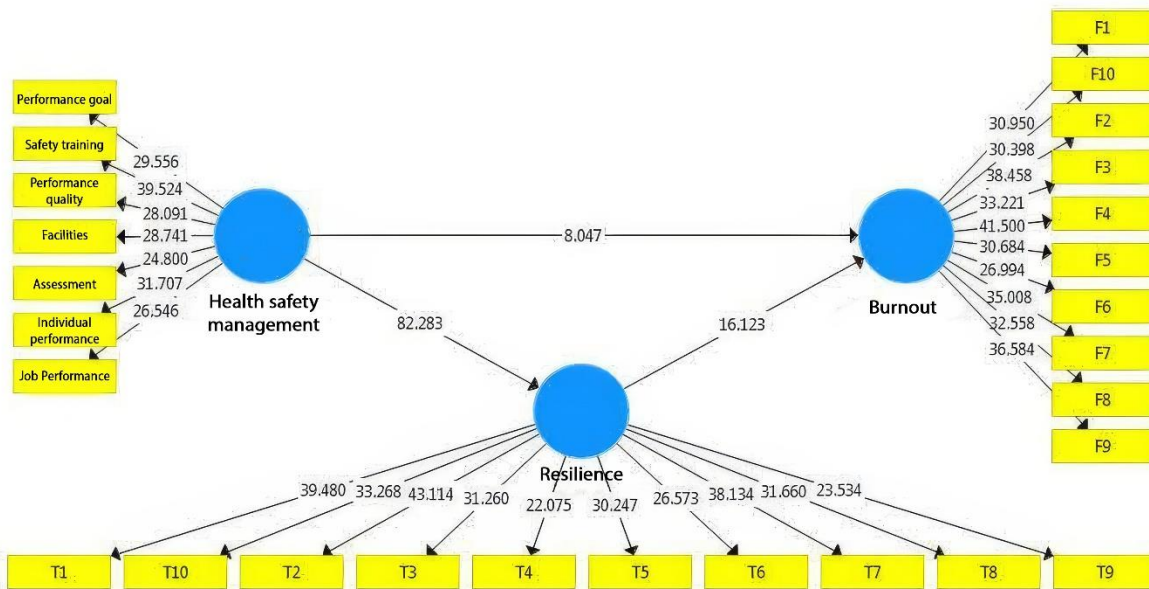 Performance goal
Safety training
Performance
quality
Facilities
Assessment
Individual
performance
Job Performance
29.556
39.524
28.091
28.741
24.800
31.707
26.546
Health safety
management
8.047
82.283
16.123
Burnout
30.950
30.398
38.458
33.221
41.500
30.684
26.994
35.008
32.558
36.584
F1
F10
F2
F3
F4
F5
F6
F7
F8
F9
Resilience
39.480
33.268
43.114
31.260
22.075
30.247
26.573
38.134
31.660
23.534
T1
T10
T2
T3
T4
T5
T6
T7
T8
T9